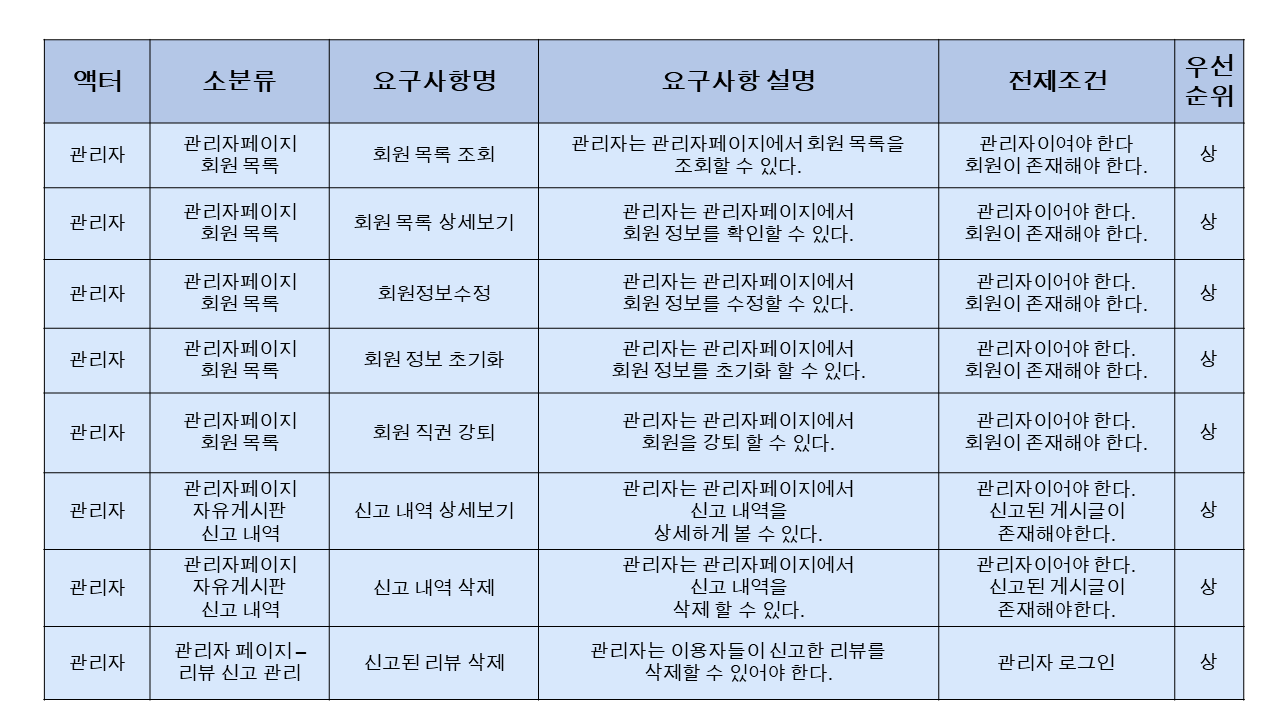 액터 소분류 요구사항명 요구사항 설명 전제조건 우선
순위
관리자 관리자페이지 회원 목록 조회 관리자는 관리자페이지에서 회원 목록을 관리자이여야 한다 상
회원 목록 조회할 수 있다. 회원이 존재해야 한다.
관리자 관리자페이지 회원 목록 상세보기 관리자는 관리자페이지에서 관리자이어야 한다. 상
회원 목록 회원 정보를 확인할 수 있다. 회원이 존재해야 한다.
관리자 관리자페이지 회원정보수정 관리자는 관리자페이지에서 관리자이어야 한다. 상
회원 목록 회원 정보를 수정할 수 있다. 회원이 존재해야 한다.
관리자 관리자페이지 회원 정보 초기화 관리자는 관리자페이지에서 관리자이어야 한다. 상
회원 목록 회원 정보를 초기화 할 수 있다. 회원이 존재해야 한다.
관리자 관리자페이지 회원 직권 강퇴 관리자는 관리자페이지에서 관리자이어야 한다. 상
회원 목록 회원을 강퇴 할 수 있다. 회원이 존재해야 한다.
관리자페이지 관리자는 관리자페이지에서 관리자이어야 한다.
관리자 자유게시판 신고 내역 상세보기 신고 내역을 신고된 게시글이 상
신고 내역 상세하게 볼 수 있다. 존재해야한다.
관리자페이지 관리자는 관리자페이지에서 관리자이어야 한다.
관리자 자유게시판 신고 내역 삭제 신고 내역을 신고된 게시글이 상
신고 내역 삭제 할 수 있다. 존재해야한다.
관리자 관리자 페이지 – 신고된 리뷰 삭제 관리자는 이용자들이 신고한 리뷰를 관리자 로그인 상
리뷰 신고 관리 삭제할 수 있어야 한다.